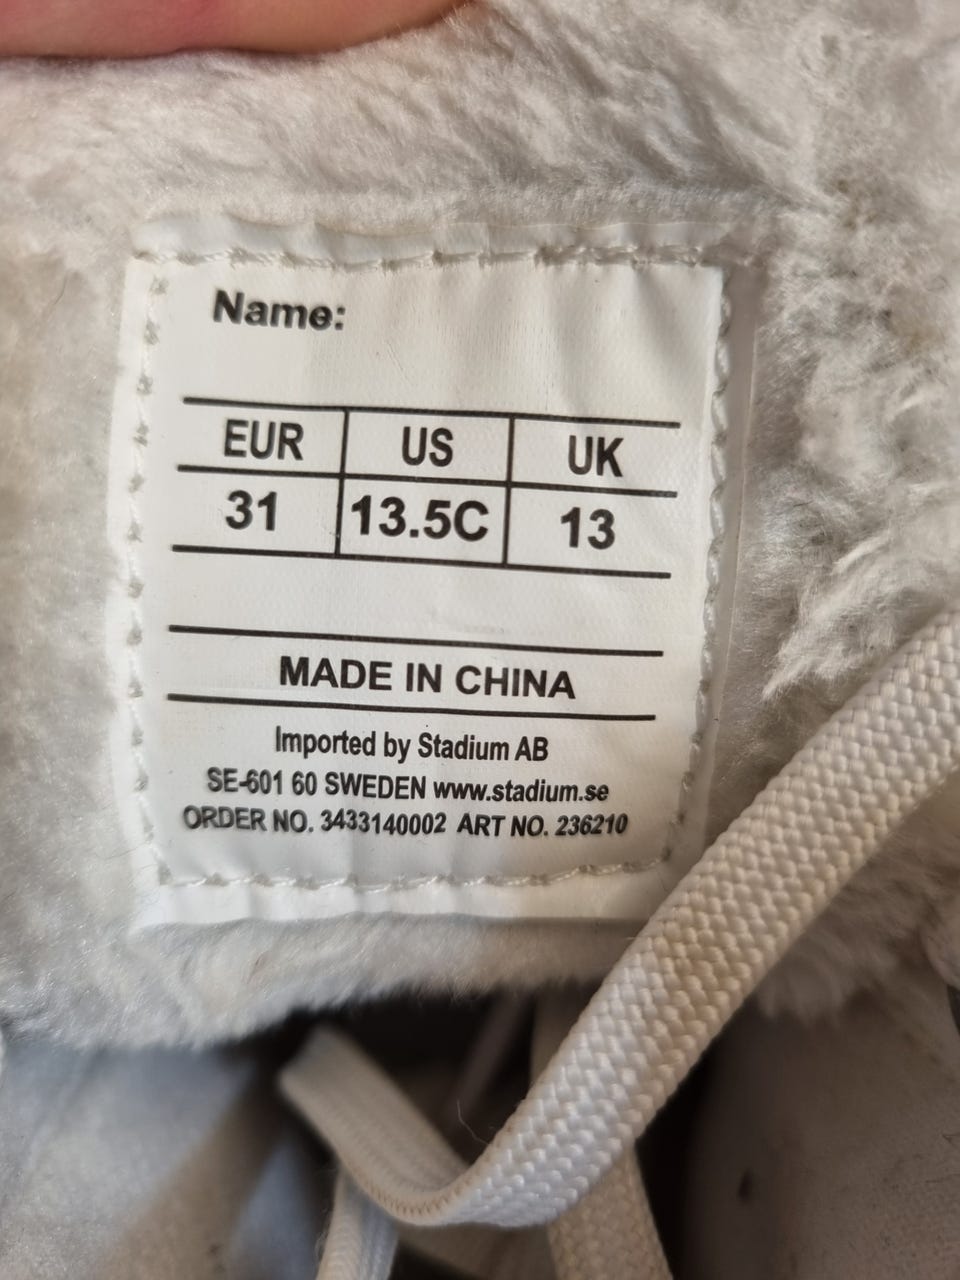 Name:
EUR US UK
31 13.5C 13
MADE IN CHINA
Imported by Stadium AB
SE-601 60 SWEDEN www.stadium.se
ORDER NO. 3433140002 ART NO. 236210